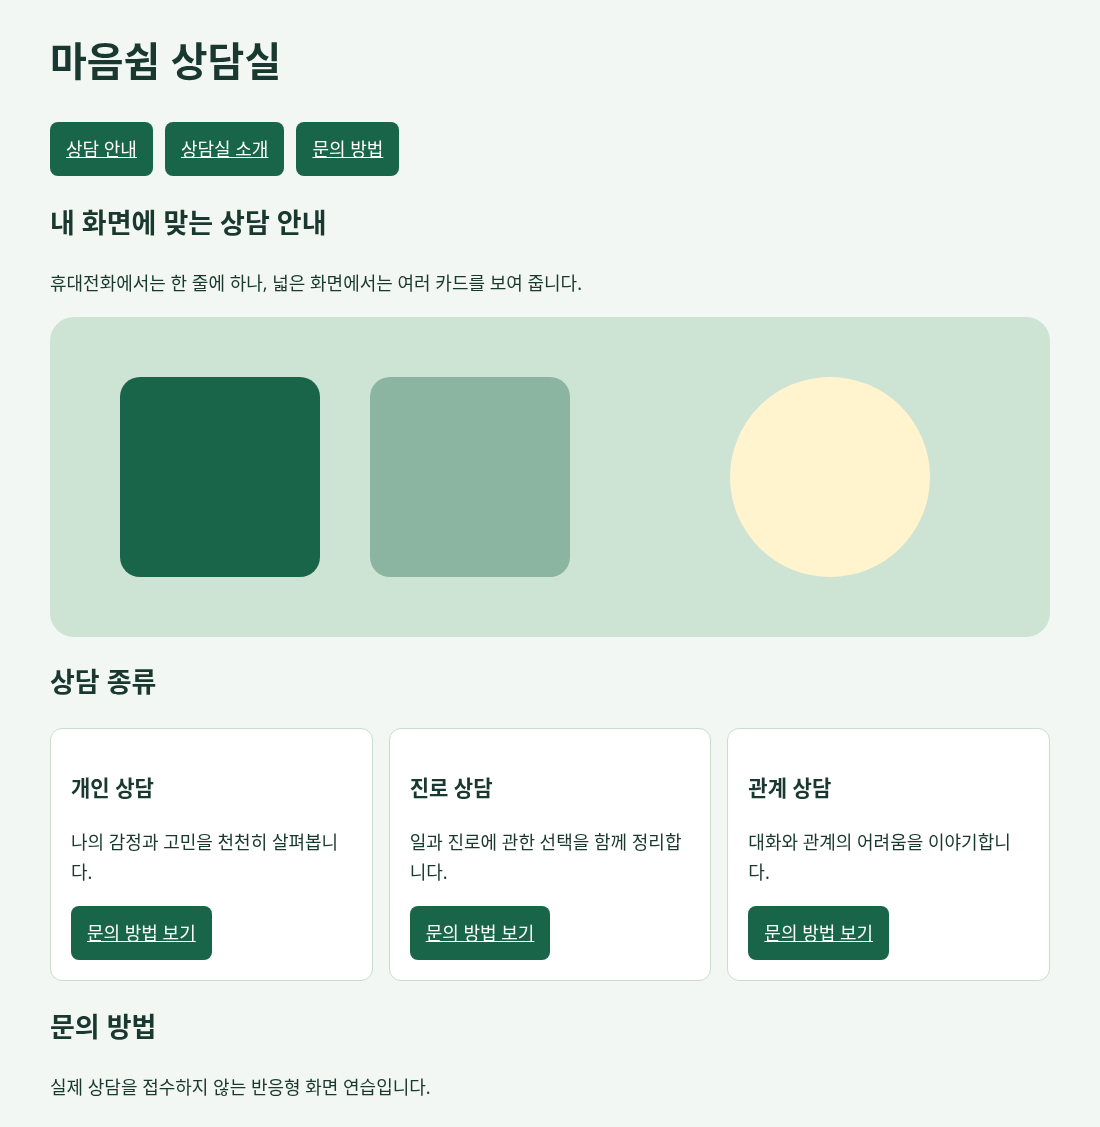 마음쉼 상담실
상담 안내 상담실 소개 문의 방법
내 화면에 맞는 상담 안내
휴대전화에서는 한 줄에 하나, 넓은 화면에서는 여러 카드를 보여 줍니다.
상담 종류
개인 상담
나의 감정과 고민을 천천히 살펴봅니
다.
문의 방법 보기
진로 상담
일과 진로에 관한 선택을 함께 정리합
니다.
문의 방법 보기
관계 상담
대화와 관계의 어려움을 이야기합니
다.
문의 방법 보기
문의 방법
실제 상담을 접수하지 않는 반응형 화면 연습입니다.